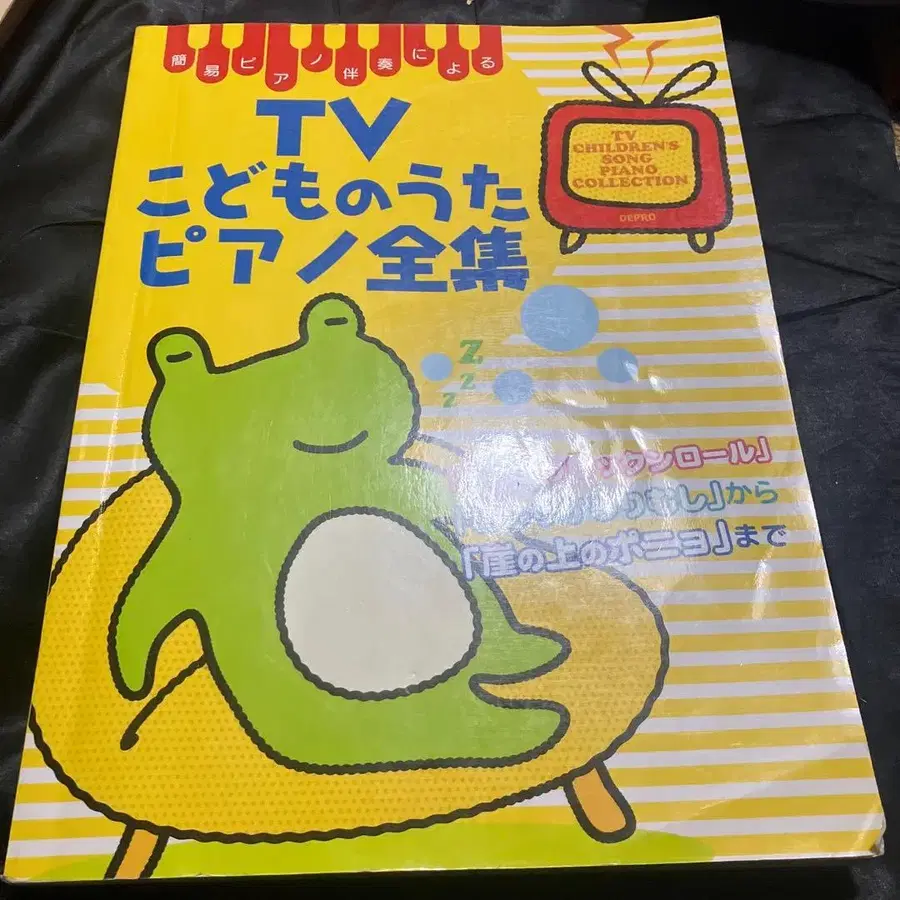 簡易ピアノ伴奏による
TV
こどものうた
ピアノ全集
TV
CHILDREN'S
SONG
PIANO
COLLECTION
DEPRO
Z
Z
Z
ンロール」
し」から
「崖の上のポニョ」まで